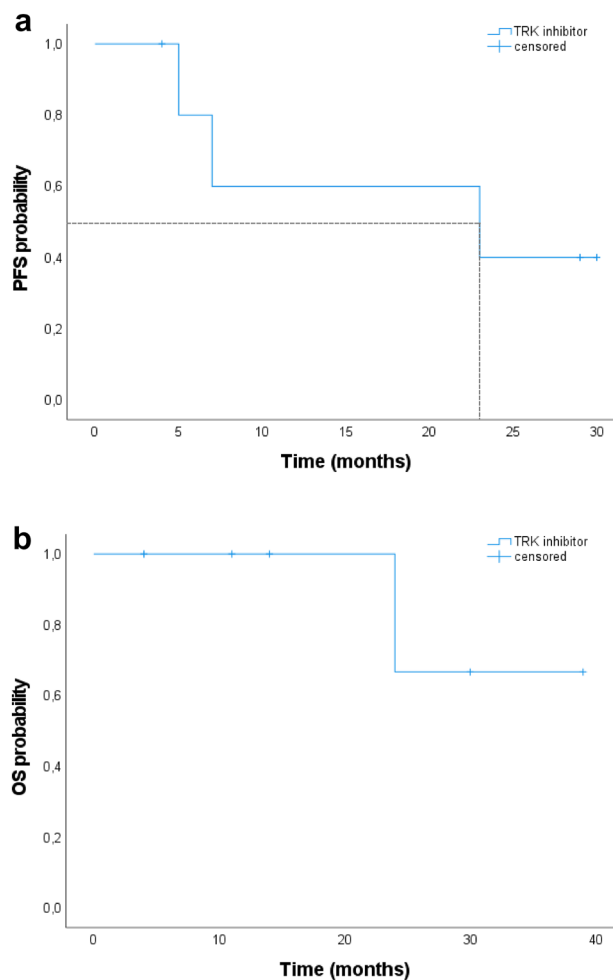 a
TRK inhibitor
censored
1,0
0,8
0,6
0,4
0,2
0,0
PFS probability
0 5 10 15 20 25 30
Time (months)
b
TRK inhibitor
censored
1,0
0,8
0,6
0,4
0,2
0,0
OS probability
0 10 20 30 40
Time (months)